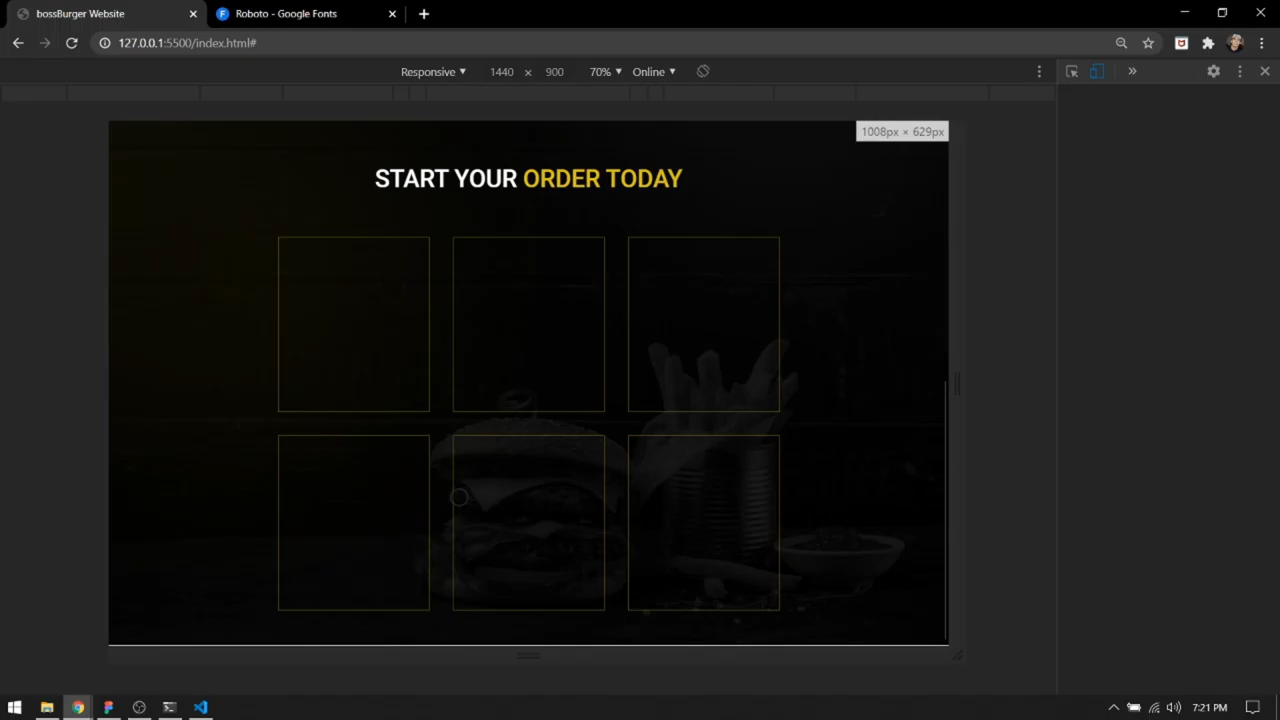 bossBurger Website
Roboto - Google Fonts
127.0.0.1:5500/index.html#
Responsive
1440 × 900
70%
Online
1008px × 629px
START YOUR ORDER TODAY
7:21 PM